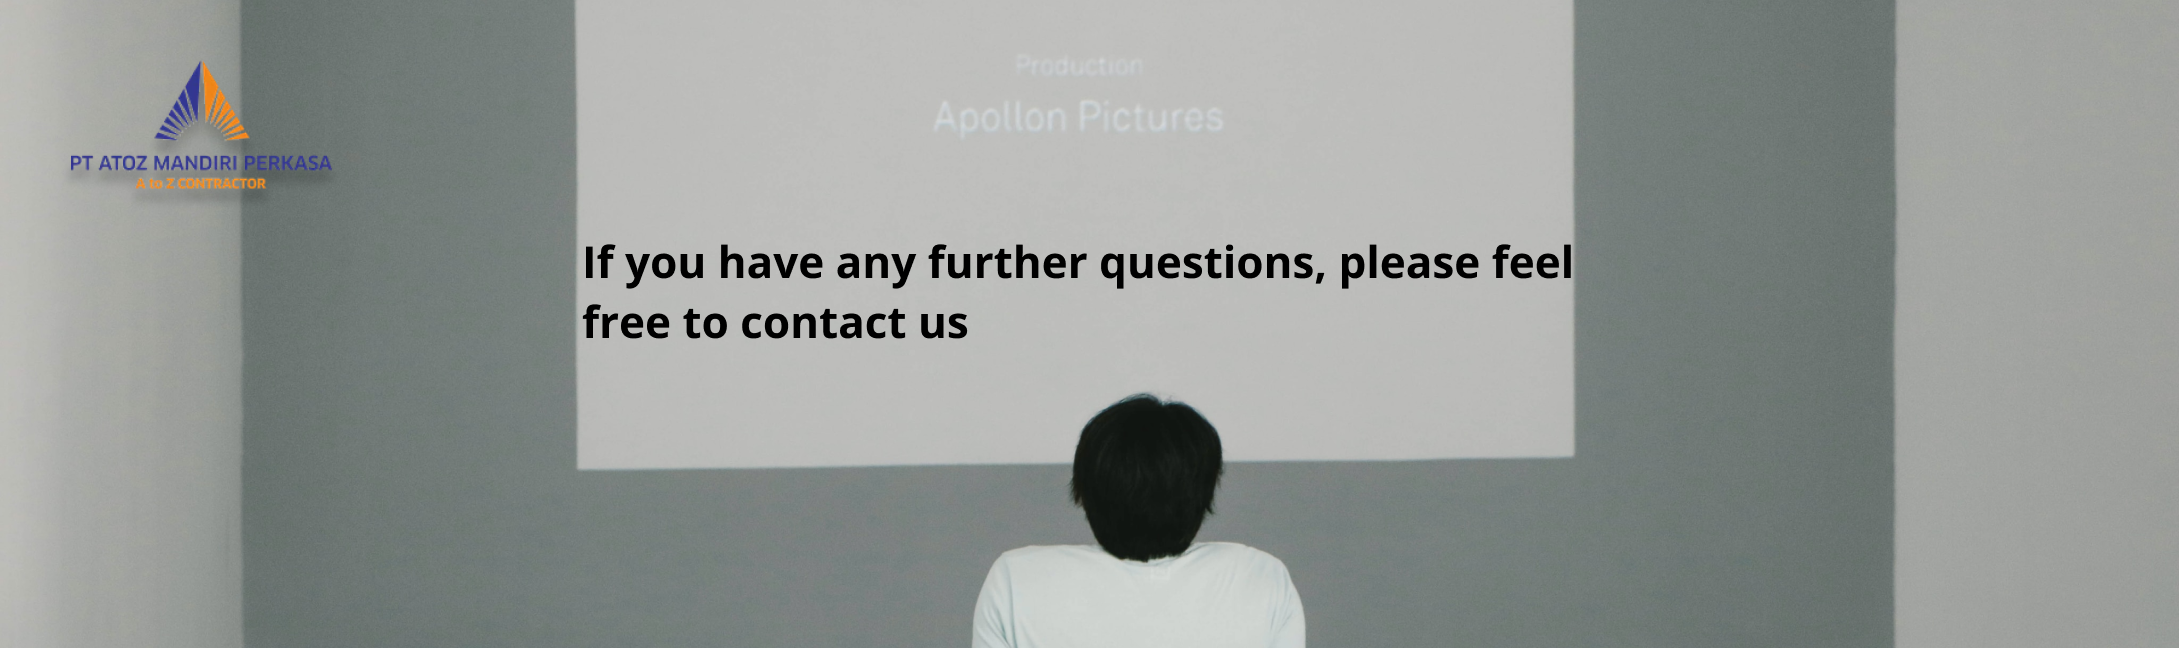 Production
Apollon Pictures
PT ATOZ MANDIRI PERKASA
A to Z CONTRACTOR
If you have any further questions, please feel
free to contact us